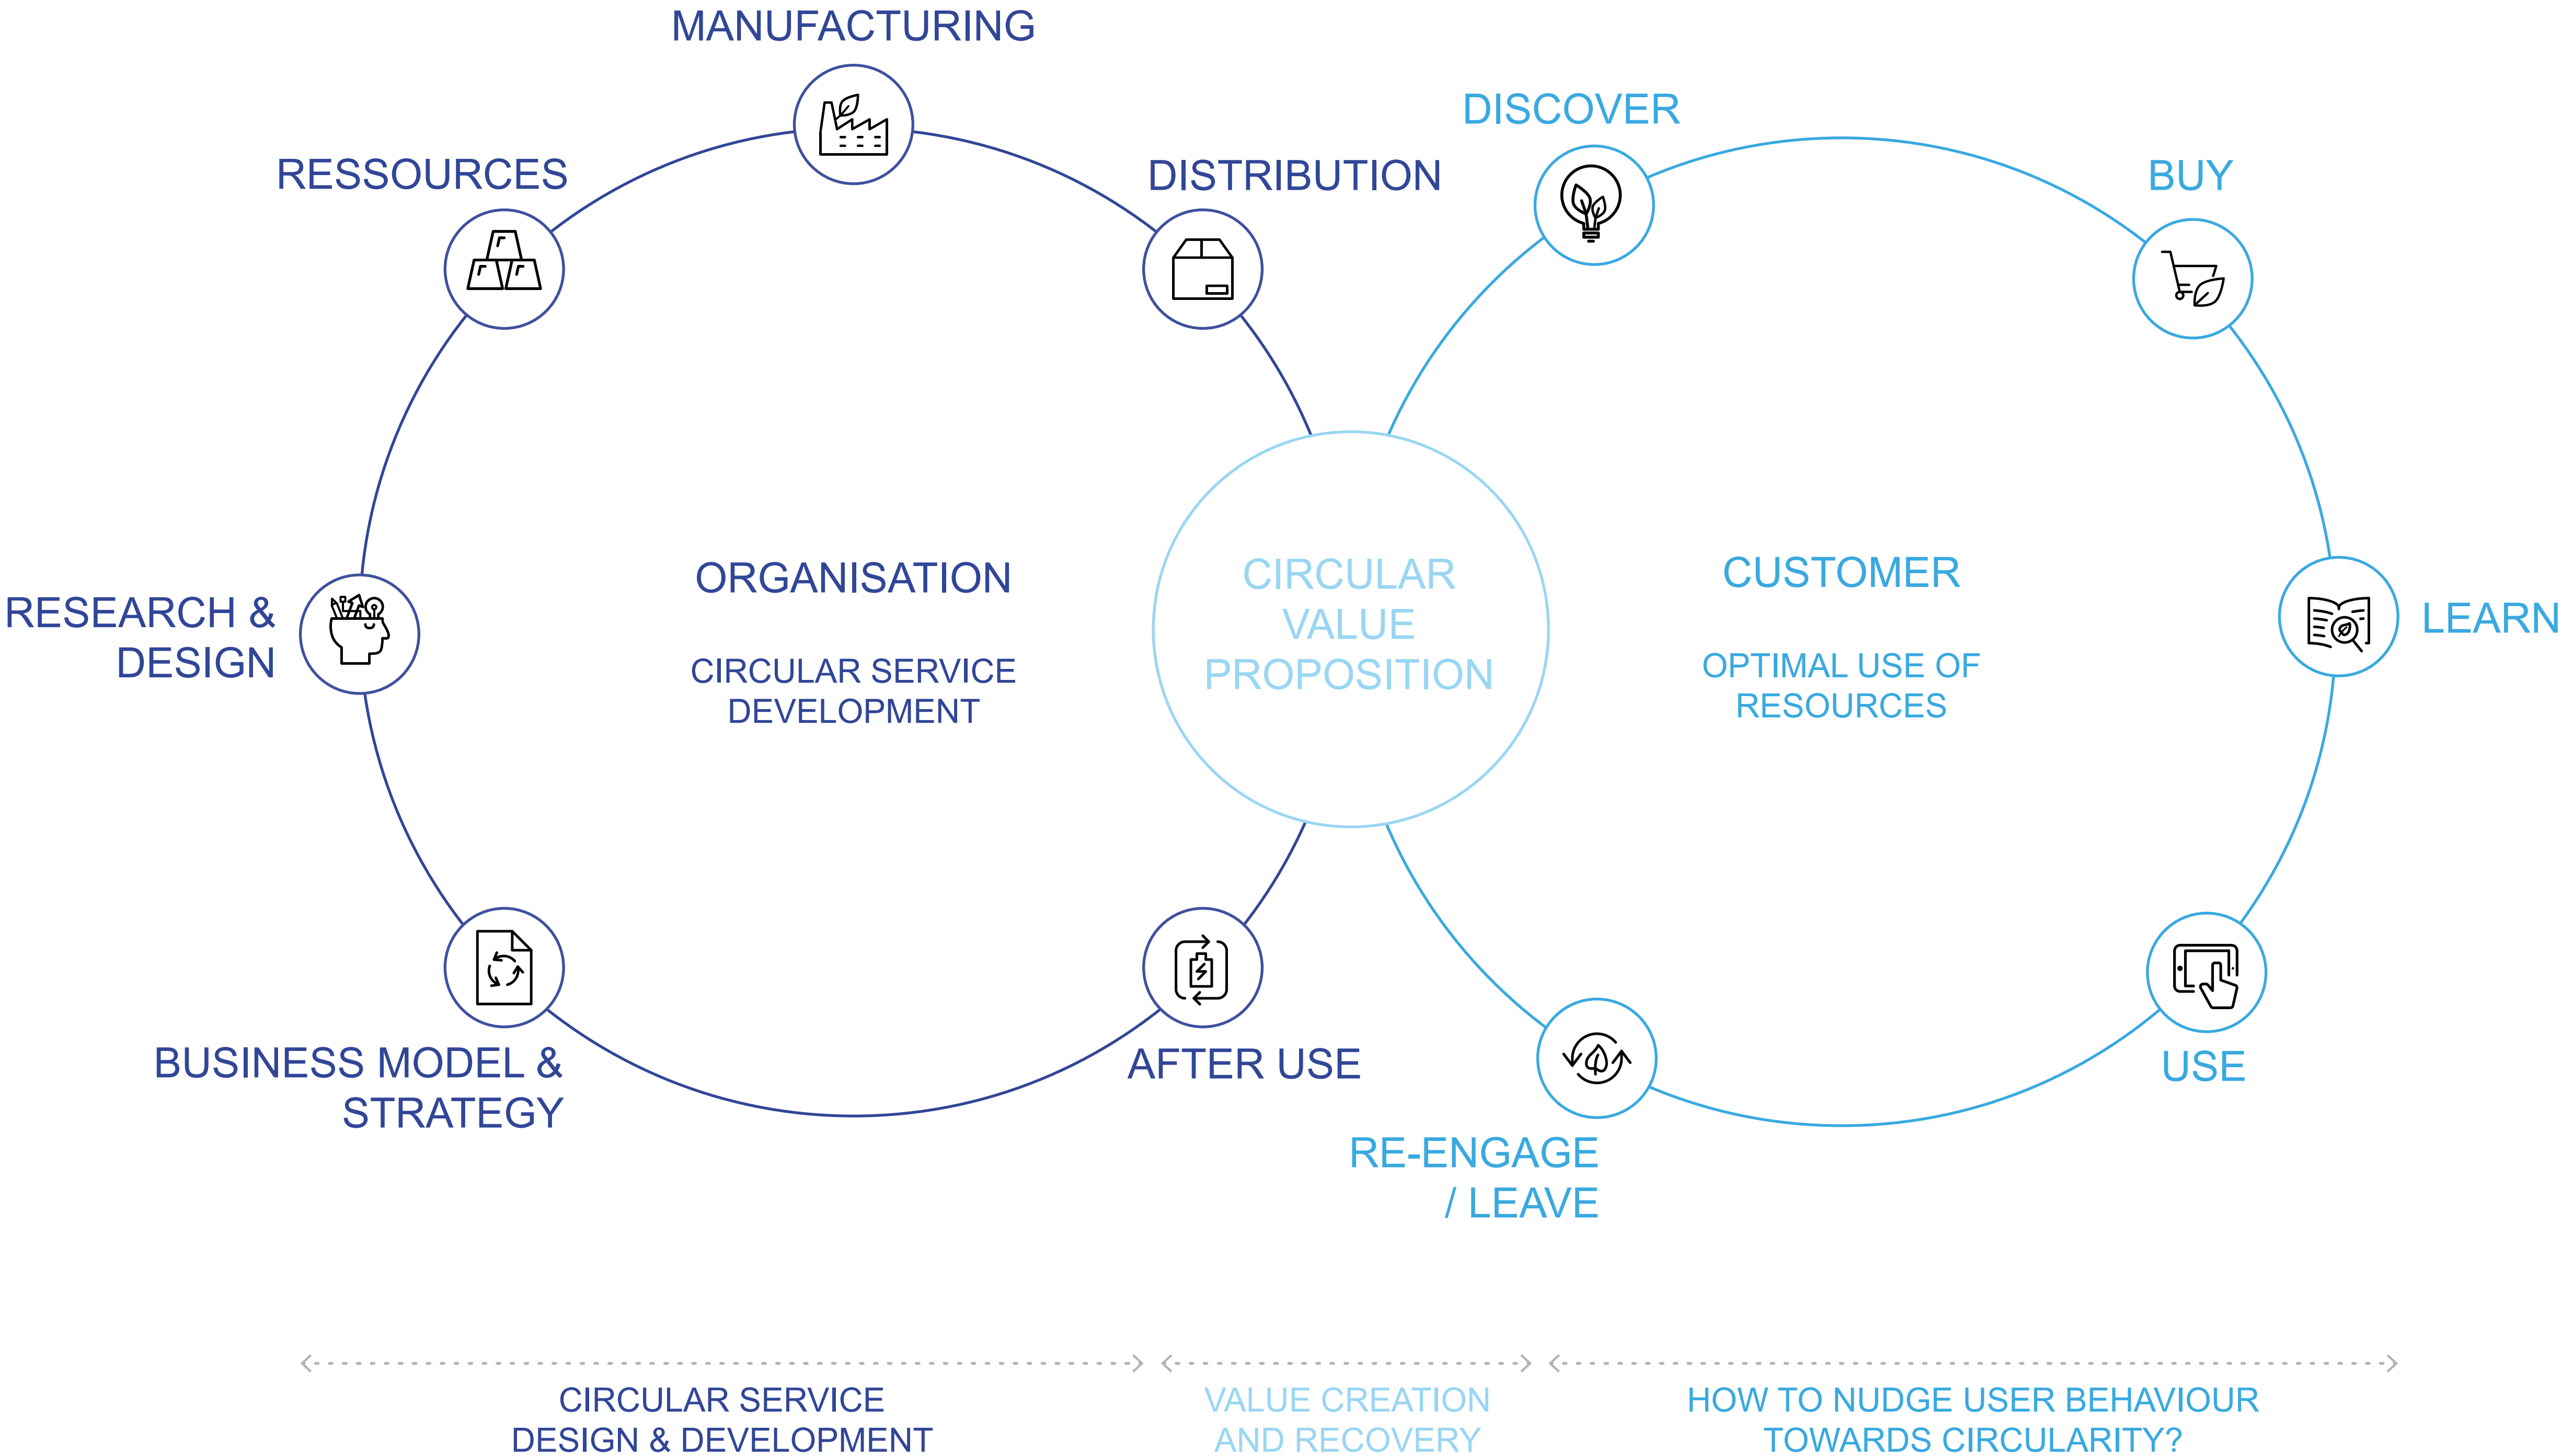 MANUFACTURING
RESSOURCES
DISTRIBUTION
RESEARCH &
DESIGN
ORGANISATION
CIRCULAR SERVICE
DEVELOPMENT
BUSINESS MODEL &
STRATEGY
AFTER USE
CIRCULAR
VALUE
PROPOSITION
DISCOVER
BUY
CUSTOMER
OPTIMAL USE OF
RESOURCES
LEARN
USE
RE-ENGAGE
/ LEAVE
CIRCULAR SERVICE
DESIGN & DEVELOPMENT
VALUE CREATION
AND RECOVERY
HOW TO NUDGE USER BEHAVIOUR
TOWARDS CIRCULARITY?